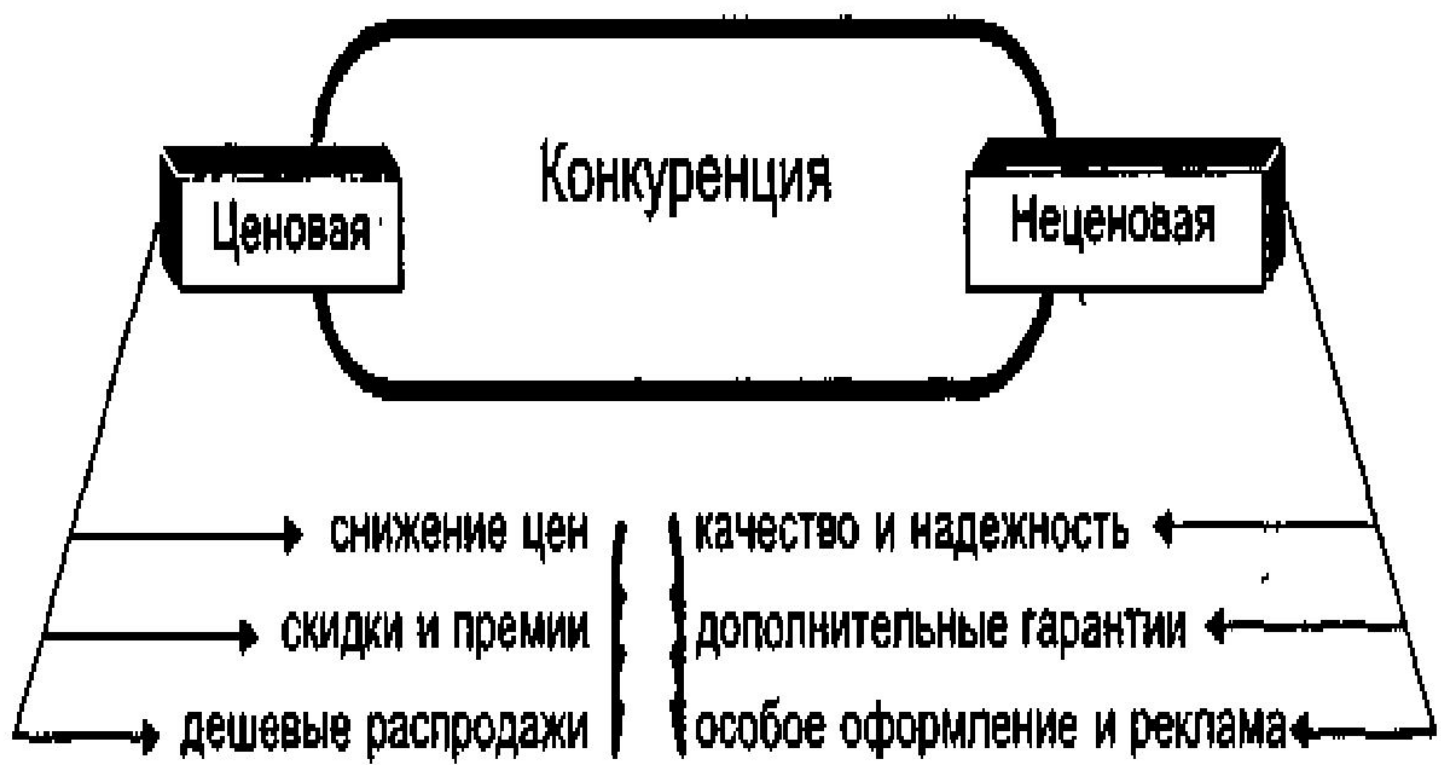 Конкуренция
Ценовая
Неценовая
снижение цен
качество и надежность
скидки и премии
дополнительные гарантии
дешевые распродажи
особое оформление и реклама